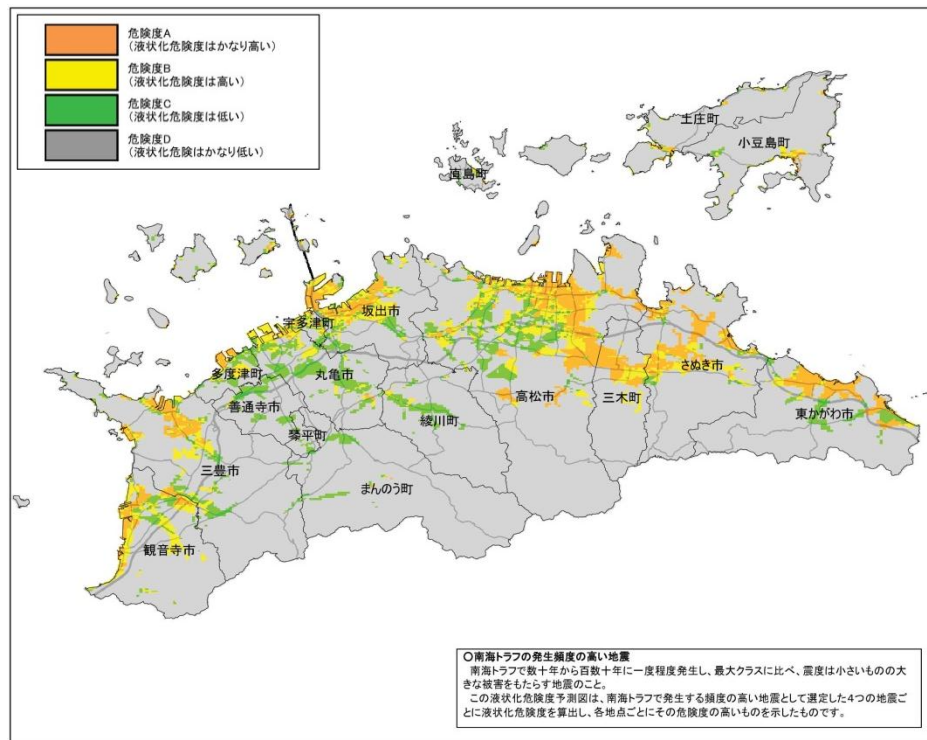 危険度A
（液状化危険度はかなり高い）
危険度B
（液状化危険度は高い）
危険度C
（液状化危険度は低い）
危険度D
（液状化危険はかなり低い）
土庄町
小豆島町
直島町
宇多津町
坂出市
多度津町
丸亀市
善通寺市
琴平町
綾川町
高松市
三木町
さぬき市
東かがわ市
三豊市
まんのう町
観音寺市
○南海トラフの発生頻度の高い地震
南海トラフで数十年から百数十年に一度程度発生し、最大クラスに比べ、震度は小さいものの大
きな被害をもたらす地震のこと。
この液状化危険度予測図は、南海トラフで発生する頻度の高い地震として選定した4つの地震ご
とに液状化危険度を算出し、各地点ごとにその危険度の高いものを示したものです。